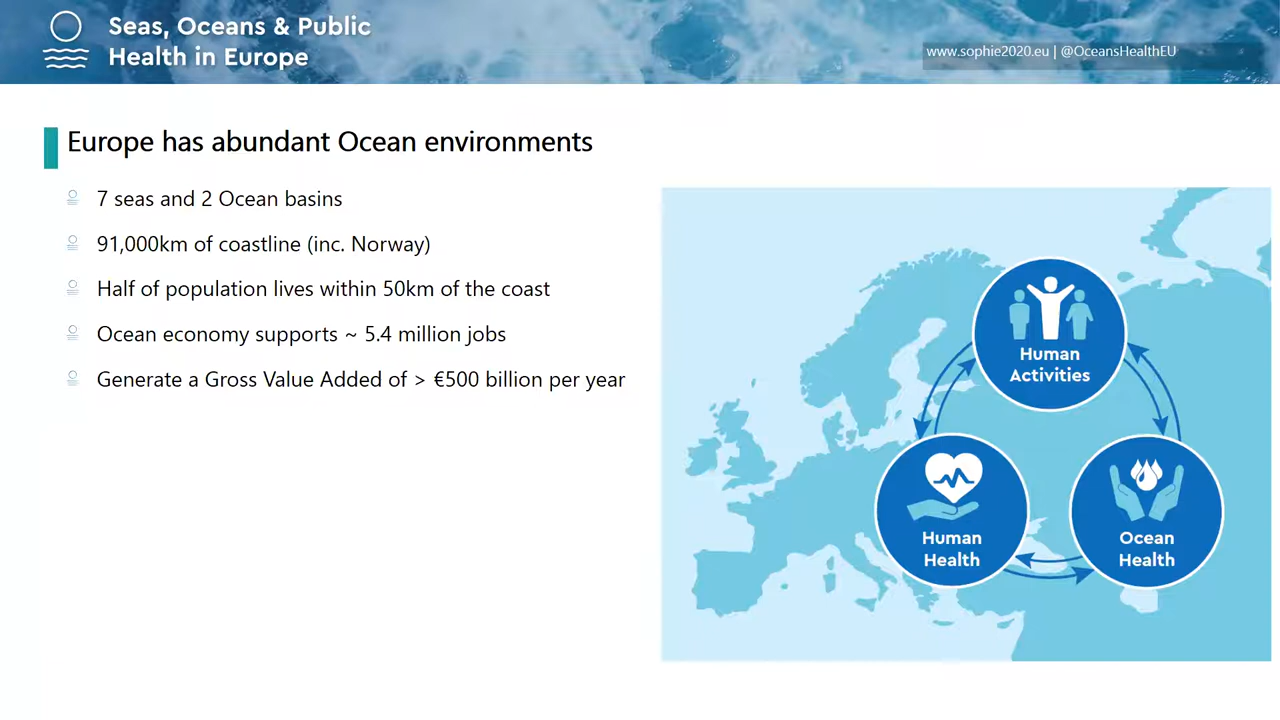 Seas, Oceans & Public
Health in Europe
www.sophie2020.eu | @OceansHealthEU
Europe has abundant Ocean environments
7 seas and 2 Ocean basins
91,000km of coastline (inc. Norway)
Half of population lives within 50km of the coast
Ocean economy supports ~ 5.4 million jobs
Generate a Gross Value Added of > €500 billion per year
Human
Activities
Human
Health
Ocean
Health